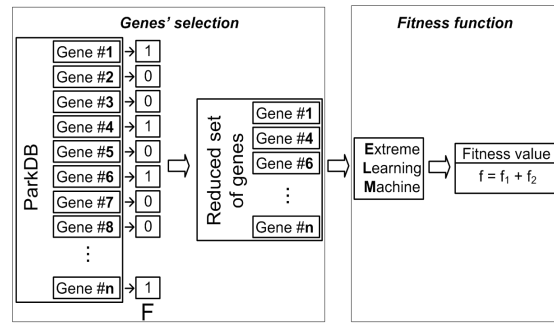 Genes' selection
ParkDB
Gene #1 → 1
Gene #2 → 0
Gene #3 → 0
Gene #4 → 1
Gene #5 → 0
Gene #6 → 1
Gene #7 → 0
Gene #8 → 0
⋮
Gene #n → 1
F
Reduced set
of genes
Gene #1
Gene #4
Gene #6
⋮
Gene #n
Fitness function
Extreme
Learning
Machine
Fitness value
f = f₁ + f₂